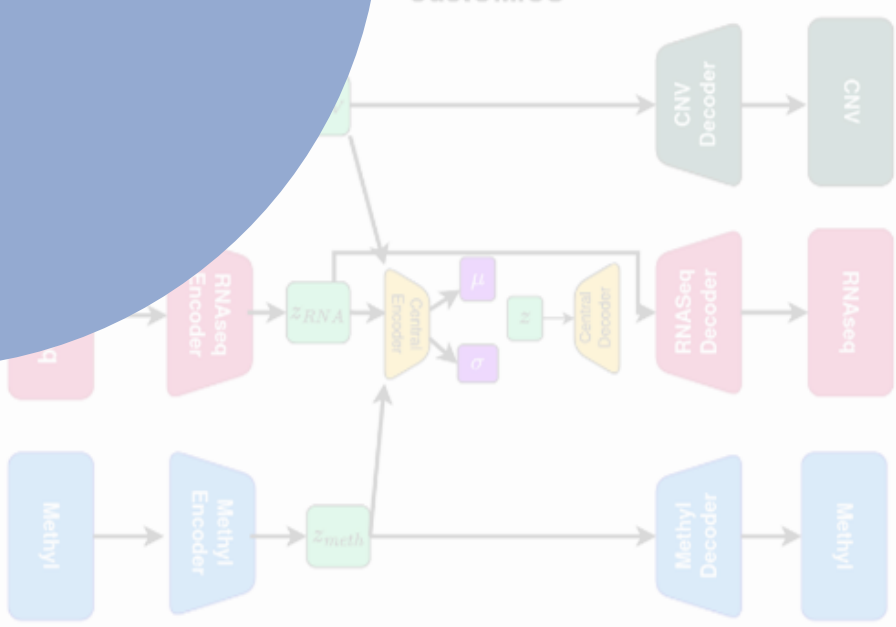 CNV
Decoder
CNV
RNAseq
Encoder
z_RNA
Central
Encoder
μ
σ
z
Central
Decoder
RNASeq
Decoder
RNAseq
q
Methyl
Methyl
Encoder
z_meth
Methyl
Decoder
Methyl